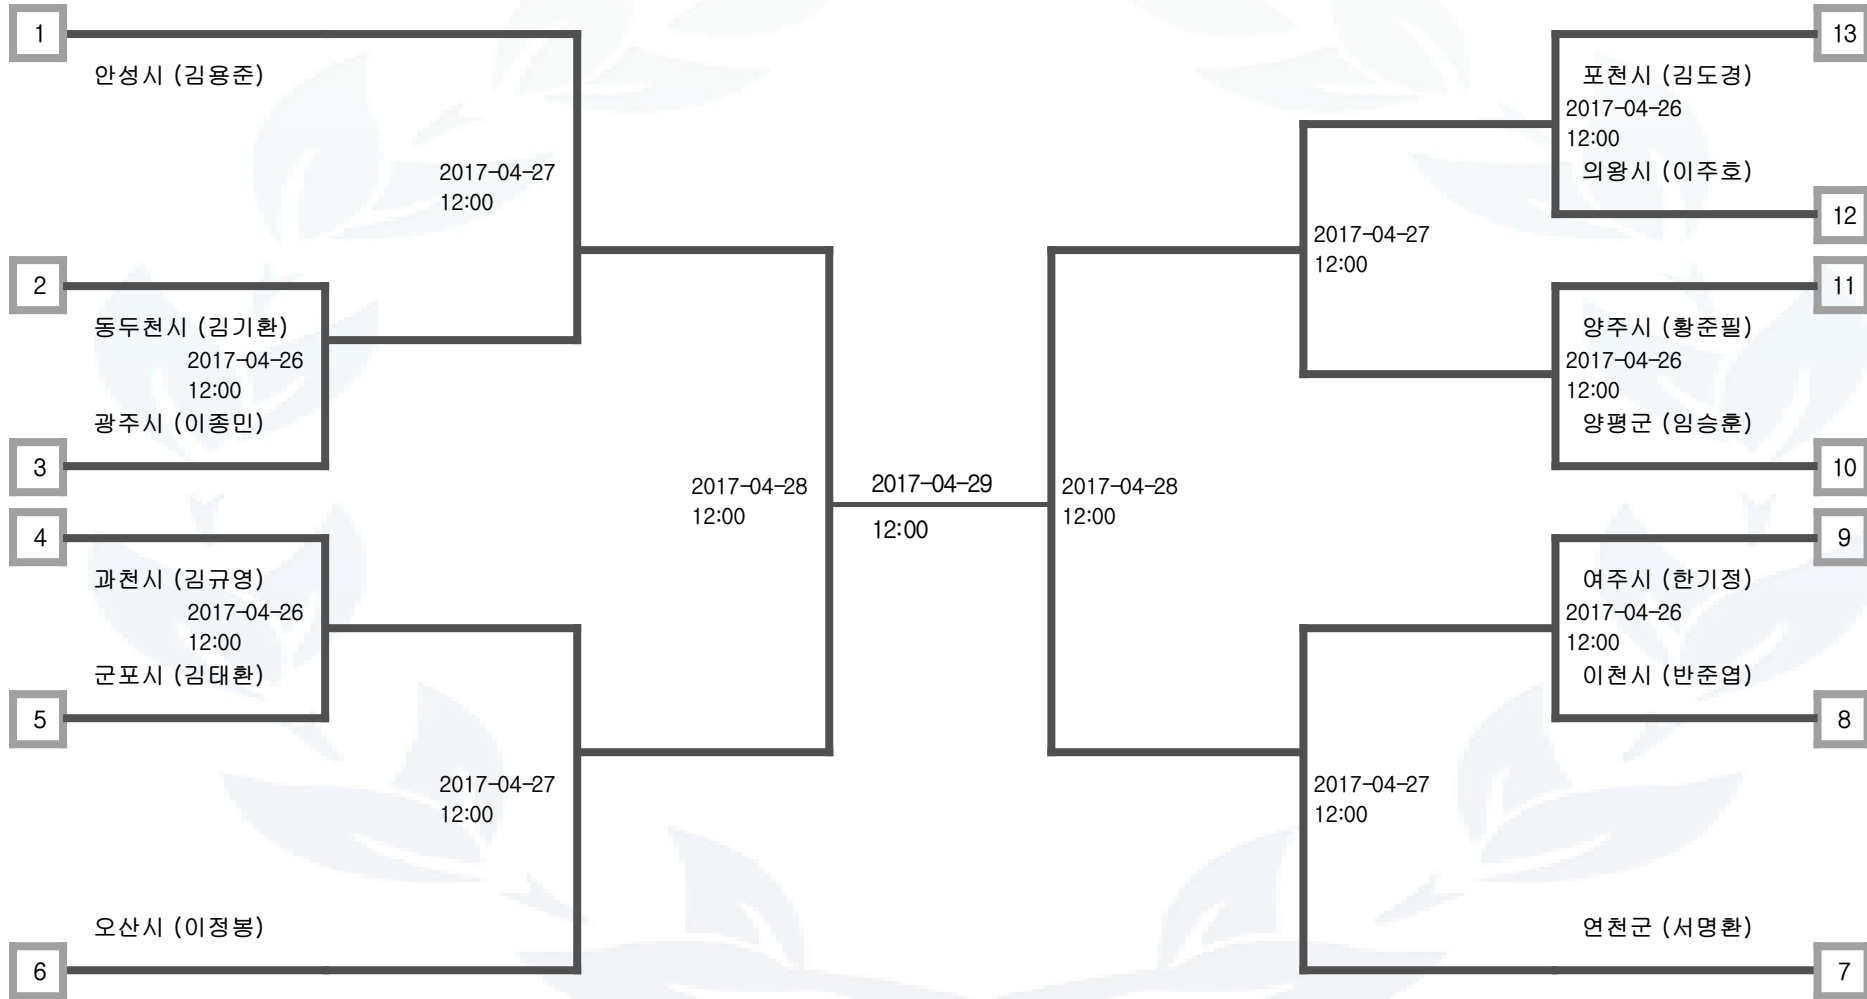 1
안성시 (김용준)
2017-04-27
12:00
2
동두천시 (김기환)
2017-04-26
12:00
광주시 (이종민)
3
4
과천시 (김규영)
2017-04-26
12:00
군포시 (김태환)
5
2017-04-27
12:00
오산시 (이정봉)
6
2017-04-28
12:00
2017-04-29
12:00
2017-04-28
12:00
13
포천시 (김도경)
2017-04-26
12:00
의왕시 (이주호)
12
2017-04-27
12:00
11
양주시 (황준필)
2017-04-26
12:00
양평군 (임승훈)
10
9
여주시 (한기정)
2017-04-26
12:00
이천시 (반준엽)
8
2017-04-27
12:00
연천군 (서명환)
7